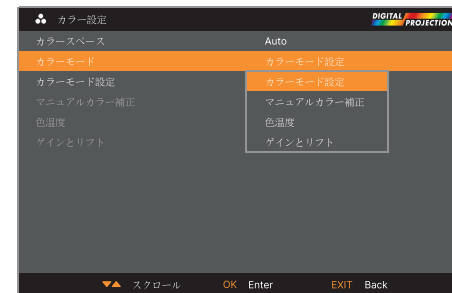 カラー設定 DIGITAL PROJECTION
カラースペース Auto
カラーモード カラーモード設定
カラーモード設定 カラーモード設定
マニュアルカラー補正 マニュアルカラー補正
色温度 色温度
ゲインとリフト ゲインとリフト
スクロール OK Enter EXIT Back